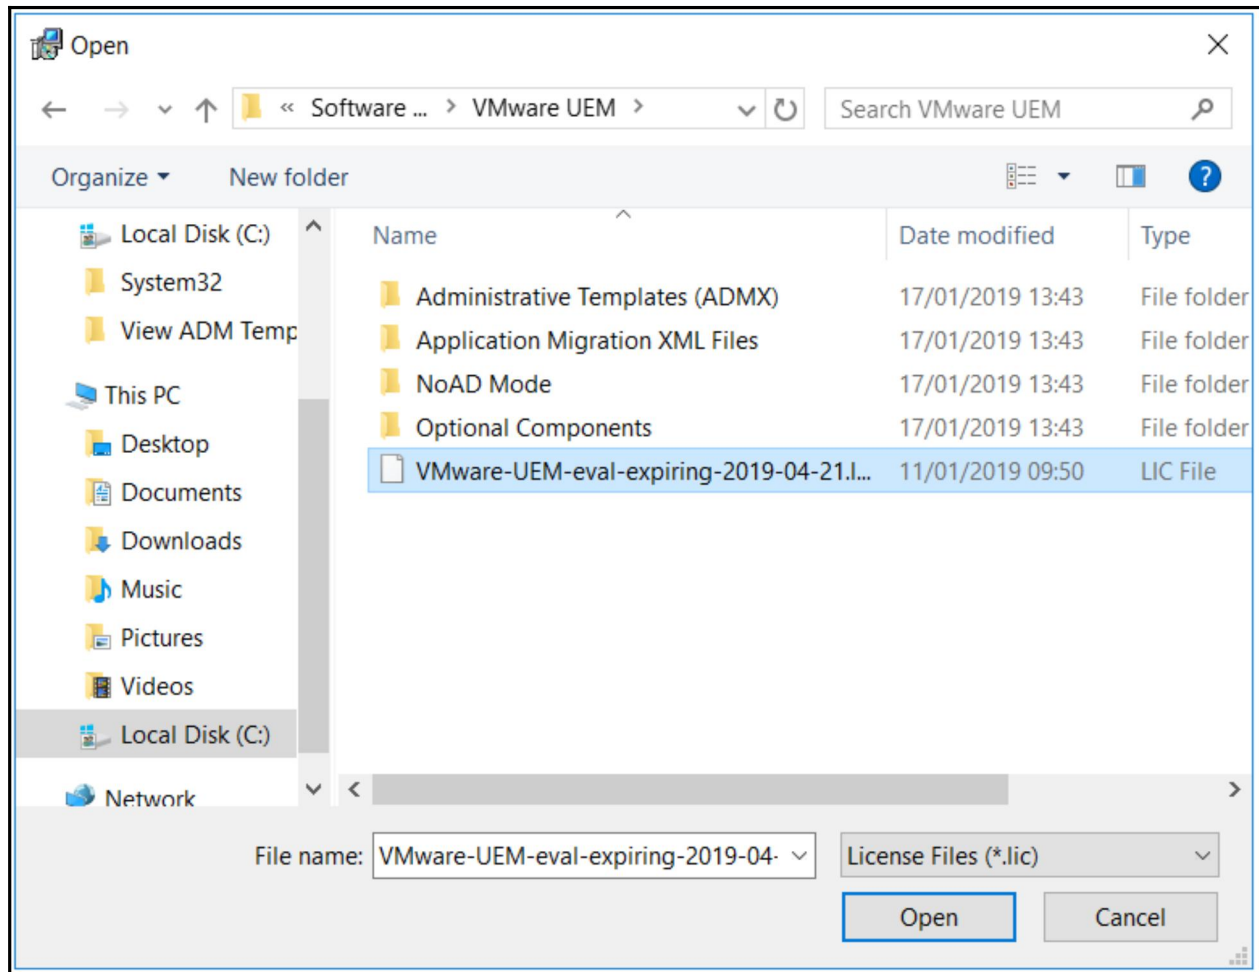 Open
« Software ... > VMware UEM >
Search VMware UEM
Organize
New folder
Local Disk (C:)
System32
View ADM Temp
This PC
Desktop
Documents
Downloads
Music
Pictures
Videos
Local Disk (C:)
Network
Name Date modified Type
Administrative Templates (ADMX) 17/01/2019 13:43 File folder
Application Migration XML Files 17/01/2019 13:43 File folder
NoAD Mode 17/01/2019 13:43 File folder
Optional Components 17/01/2019 13:43 File folder
VMware-UEM-eval-expiring-2019-04-21.l... 11/01/2019 09:50 LIC File
File name: VMware-UEM-eval-expiring-2019-04- License Files (*.lic)
Open Cancel